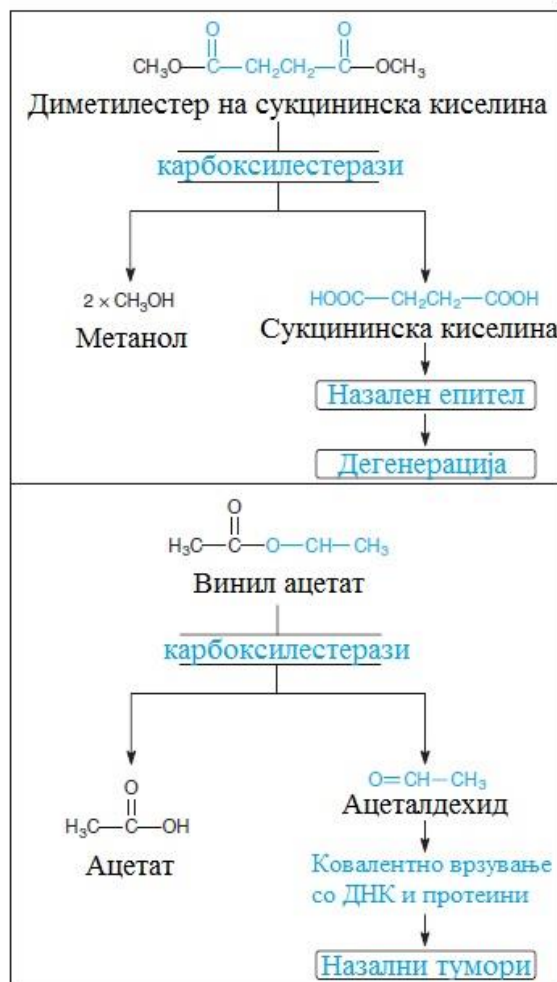 O O
CH₃O—C—CH₂CH₂—C—OCH₃
Диметилестер на сукцининска киселина
карбоксилестерази
2 × CH₃OH
Метанол
HOOC—CH₂CH₂—COOH
Сукцининска киселина
Назален епител
Дегенерација
O
H₃C—C—O—CH—CH₃
Винил ацетат
карбоксилестерази
O
H₃C—C—OH
Ацетат
O=CH—CH₃
Ацеталдехид
Ковалентно врзување
со ДНК и протеини
Назални тумори